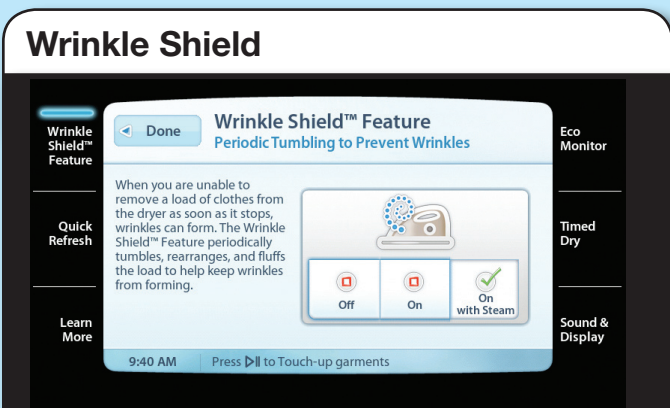 Wrinkle Shield
Wrinkle
Shield™
Feature
Quick
Refresh
Learn
More
Done
Wrinkle Shield™ Feature
Periodic Tumbling to Prevent Wrinkles
When you are unable to
remove a load of clothes from
the dryer as soon as it stops,
wrinkles can form. The Wrinkle
Shield™ Feature periodically
tumbles, rearranges, and fluffs
the load to help keep wrinkles
from forming.
Off
On
On
with Steam
9:40 AM
Press ▷|| to Touch-up garments
Eco
Monitor
Timed
Dry
Sound &
Display